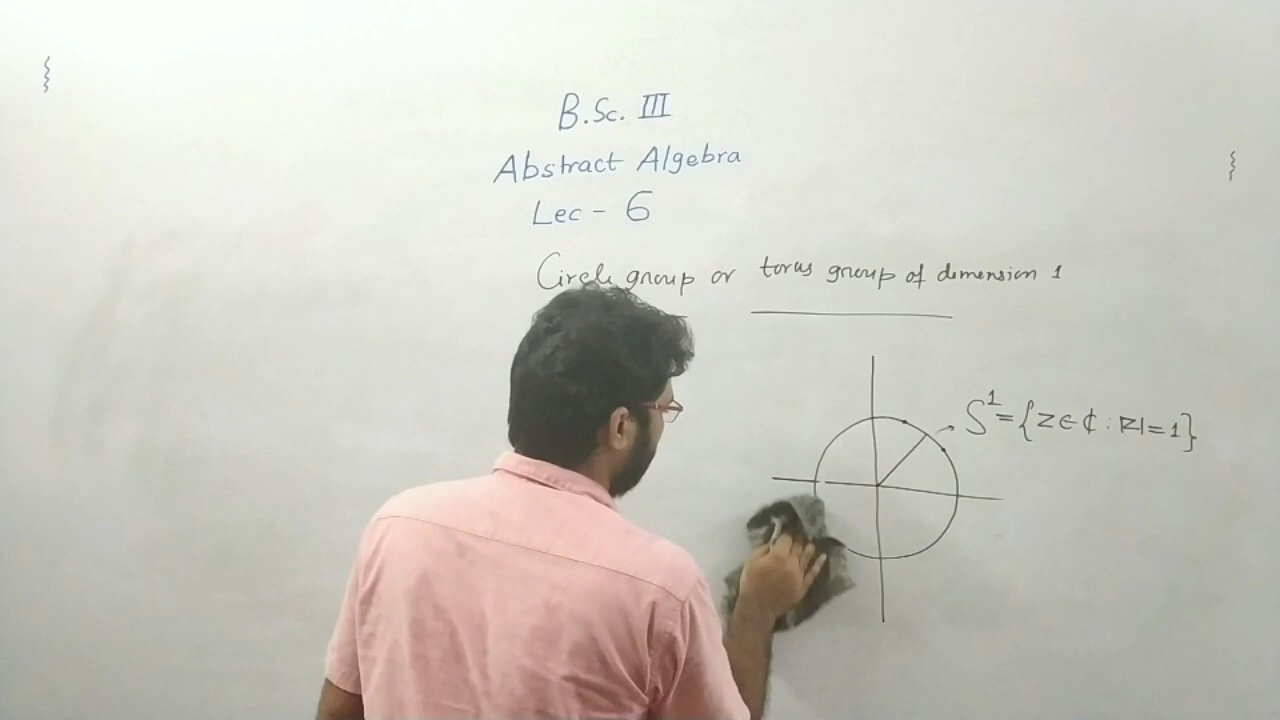 B.Sc. III
Abstract Algebra
Lec - 6
Circle group or torus group of dimension 1
S¹ = {z ∈ ℂ : |z| = 1}